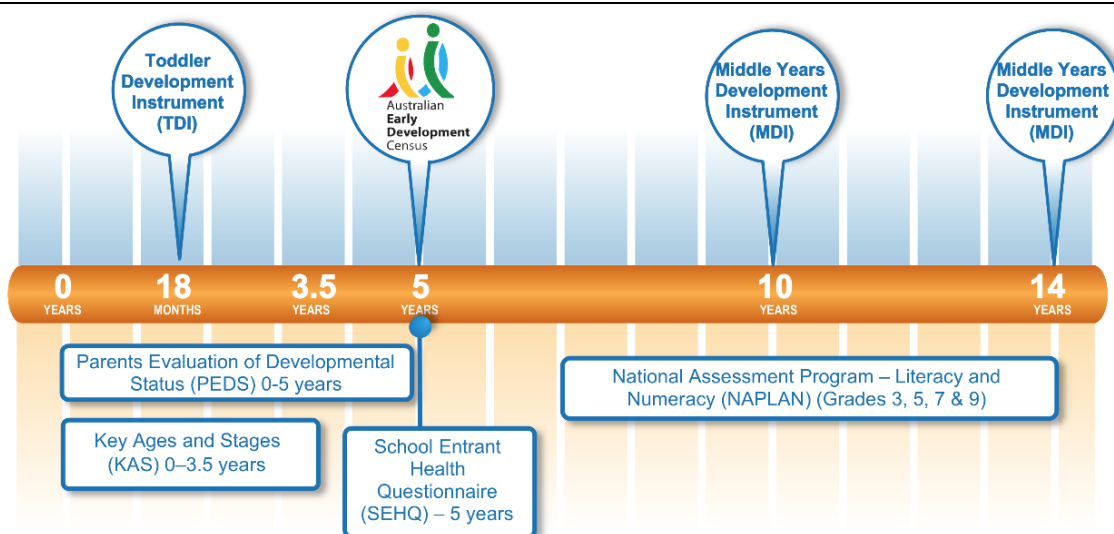 Toddler
Development
Instrument
(TDI)
Australian
Early
Development
Census
Middle Years
Development
Instrument
(MDI)
Middle Years
Development
Instrument
(MDI)
0
YEARS
18
MONTHS
3.5
YEARS
5
YEARS
10
YEARS
14
YEARS
Parents Evaluation of Developmental
Status (PEDS) 0-5 years
Key Ages and Stages
(KAS) 0–3.5 years
School Entrant
Health
Questionnaire
(SEHQ) – 5 years
National Assessment Program – Literacy and
Numeracy (NAPLAN) (Grades 3, 5, 7 & 9)